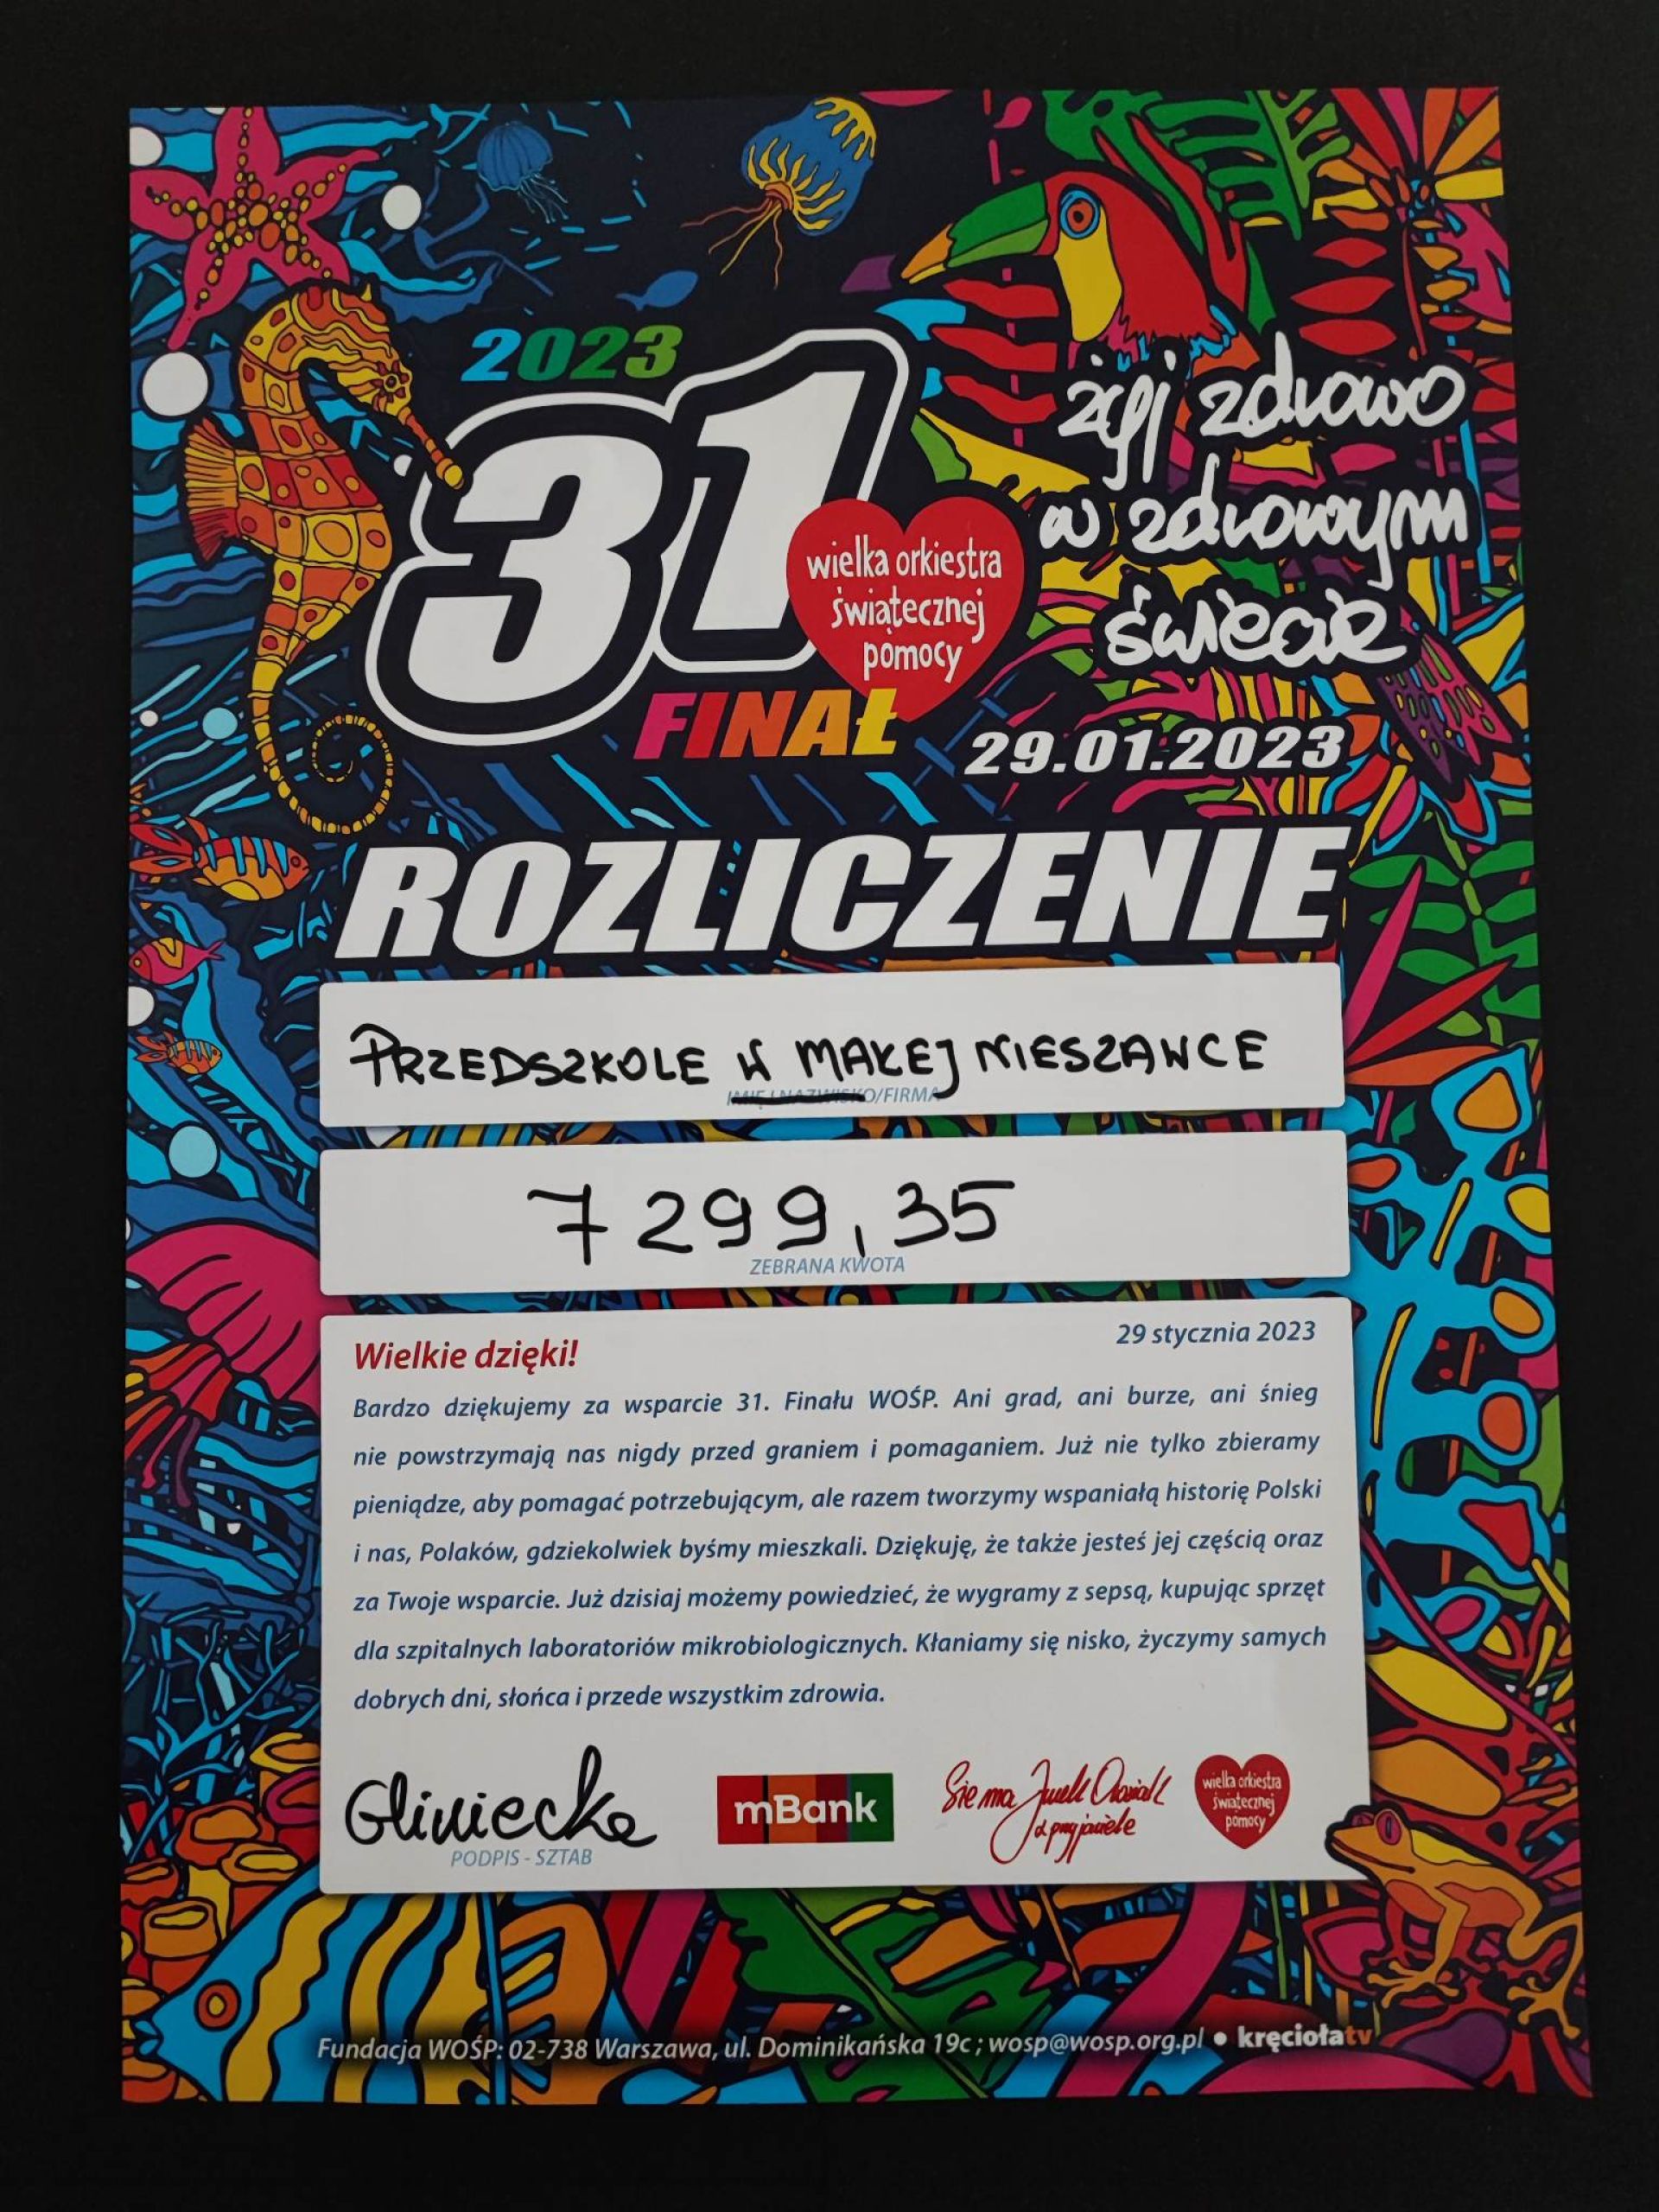 2023
31
wielka orkiestra
świątecznej
pomocy
FINAŁ
żyj zdrowo
w zdrowym
świecie
29.01.2023
ROZLICZENIE
PRZEDSZKOLE W MAŁEJ NIESZAWCE
IMIĘ I NAZWISKO/FIRMA
7 299,35
ZEBRANA KWOTA
29 stycznia 2023
Wielkie dzięki!
Bardzo dziękujemy za wsparcie 31. Finału WOŚP. Ani grad, ani burze, ani śnieg
nie powstrzymają nas nigdy przed graniem i pomaganiem. Już nie tylko zbieramy
pieniądze, aby pomagać potrzebującym, ale razem tworzymy wspaniałą historię Polski
i nas, Polaków, gdziekolwiek byśmy mieszkali. Dziękuję, że także jesteś jej częścią oraz
za Twoje wsparcie. Już dzisiaj możemy powiedzieć, że wygramy z sepsą, kupując sprzęt
dla szpitalnych laboratoriów mikrobiologicznych. Kłaniamy się nisko, życzymy samych
dobrych dni, słońca i przede wszystkim zdrowia.
Gliniecka
PODPIS - SZTAB
mBank
Sie ma Jurek Owsiak
z przyjaciele
wielka orkiestra
świątecznej
pomocy
Fundacja WOŚP: 02-738 Warszawa, ul. Dominikańska 19c ; wosp@wosp.org.pl • kręciołatv